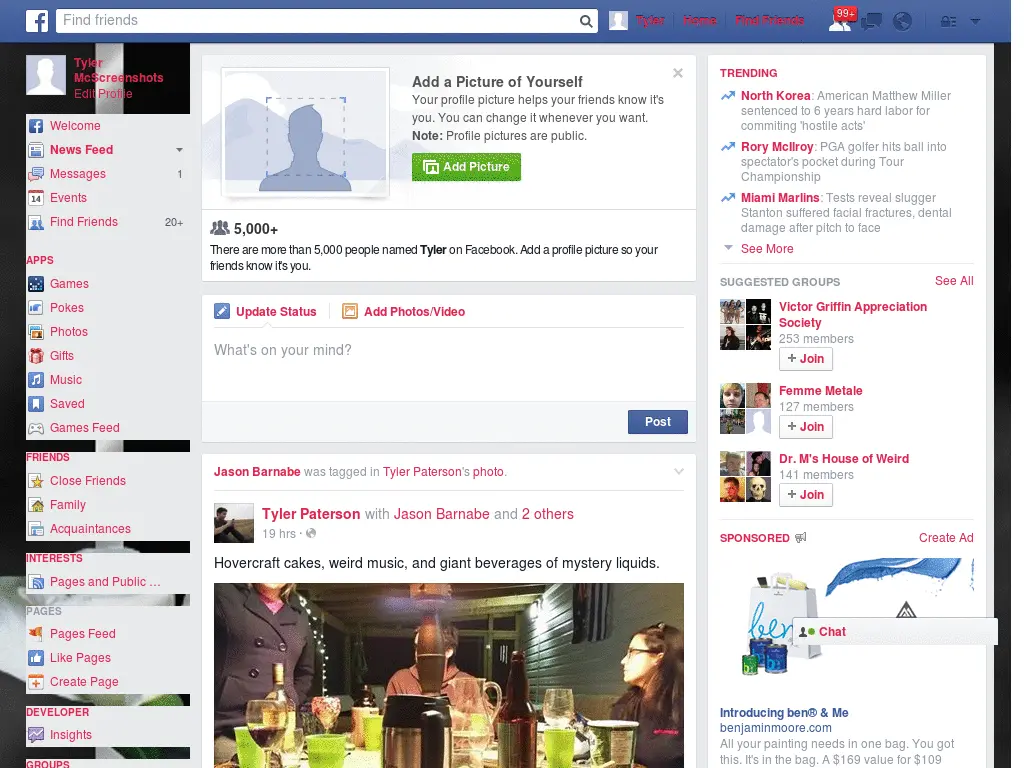 f
Find friends
Tyler
Home
Find Friends
99+
Tyler
McScreenshots
Edit Profile
Welcome
News Feed
Messages 1
14 Events
Find Friends 20+
APPS
Games
Pokes
Photos
Gifts
Music
Saved
Games Feed
FRIENDS
Close Friends
Family
Acquaintances
INTERESTS
Pages and Public ...
PAGES
Pages Feed
Like Pages
Create Page
DEVELOPER
Insights
GROUPS
Add a Picture of Yourself
Your profile picture helps your friends know it's
you. You can change it whenever you want.
Note: Profile pictures are public.
Add Picture
5,000+
There are more than 5,000 people named Tyler on Facebook. Add a profile picture so your
friends know it's you.
Update Status Add Photos/Video
What's on your mind?
Post
Jason Barnabe was tagged in Tyler Paterson's photo.
Tyler Paterson with Jason Barnabe and 2 others
19 hrs ·
Hovercraft cakes, weird music, and giant beverages of mystery liquids.
TRENDING
North Korea: American Matthew Miller
sentenced to 6 years hard labor for
commiting 'hostile acts'
Rory McIlroy: PGA golfer hits ball into
spectator's pocket during Tour
Championship
Miami Marlins: Tests reveal slugger
Stanton suffered facial fractures, dental
damage after pitch to face
See More
SUGGESTED GROUPS See All
Victor Griffin Appreciation
Society
253 members
+ Join
Femme Metale
127 members
+ Join
Dr. M's House of Weird
141 members
+ Join
SPONSORED Create Ad
ben
Chat
Introducing ben® & Me
benjaminmoore.com
All your painting needs in one bag. You got
this. It's in the bag. A $169 value for $109